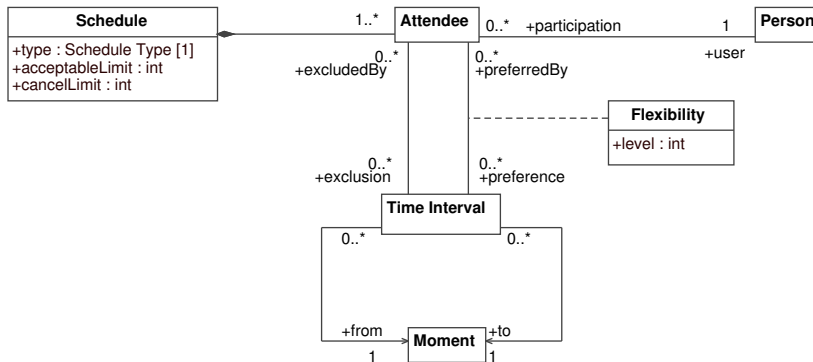 Schedule
+type : Schedule Type [1]
+acceptableLimit : int
+cancelLimit : int
1..*
Attendee
0..*
+participation
1
+user
Person
0..*
+excludedBy
0..*
+preferredBy
Flexibility
+level : int
0..*
+exclusion
0..*
+preference
Time Interval
0..*
0..*
+from
1
Moment
+to
1